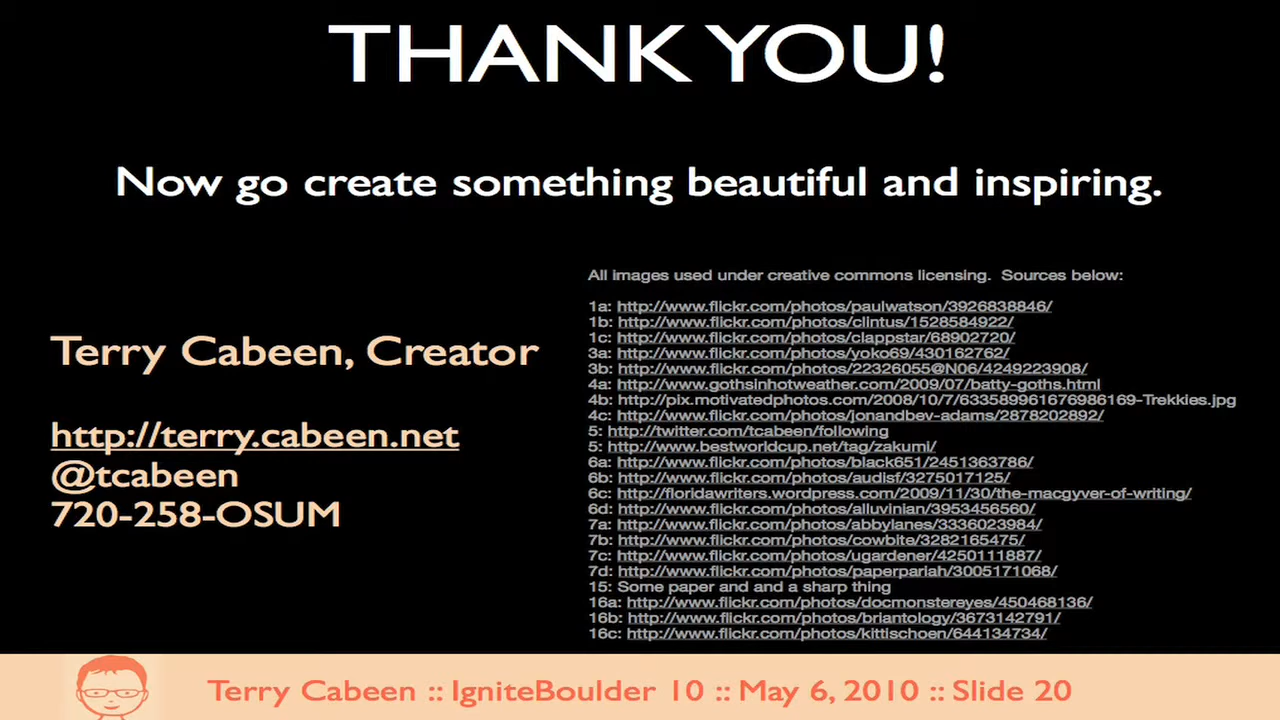 THANK YOU!
Now go create something beautiful and inspiring.
Terry Cabeen, Creator
http://terry.cabeen.net
@tcabeen
720-258-OSUM
All images used under creative commons licensing. Sources below:
1a: http://www.flickr.com/photos/paulwatson/3926838846/
1b: http://www.flickr.com/photos/clintus/1528584922/
1c: http://www.flickr.com/photos/clappstar/68902720/
3a: http://www.flickr.com/photos/yoko69/430162762/
3b: http://www.flickr.com/photos/22326055@N06/4249223908/
4a: http://www.gothsinhotweather.com/2009/07/batty-goths.html
4b: http://pix.motivatedphotos.com/2008/10/7/633589961676986169-Trekkies.jpg
4c: http://www.flickr.com/photos/jonandbev-adams/2878202892/
5: http://twitter.com/tcabeen/following
5: http://www.bestworldcup.net/tag/zakumi/
6a: http://www.flickr.com/photos/black651/2451363786/
6b: http://www.flickr.com/photos/audisf/3275017125/
6c: http://floridawriters.wordpress.com/2009/11/30/the-macgyver-of-writing/
6d: http://www.flickr.com/photos/alluvinian/3953456560/
7a: http://www.flickr.com/photos/abbylanes/3336023984/
7b: http://www.flickr.com/photos/cowbite/3282165475/
7c: http://www.flickr.com/photos/ugardener/4250111887/
7d: http://www.flickr.com/photos/paperpariah/3005171068/
15: Some paper and and a sharp thing
16a: http://www.flickr.com/photos/docmonstereyes/450468136/
16b: http://www.flickr.com/photos/briantology/3673142791/
16c: http://www.flickr.com/photos/kittischoen/644134734/
Terry Cabeen :: IgniteBoulder 10 :: May 6, 2010 :: Slide 20